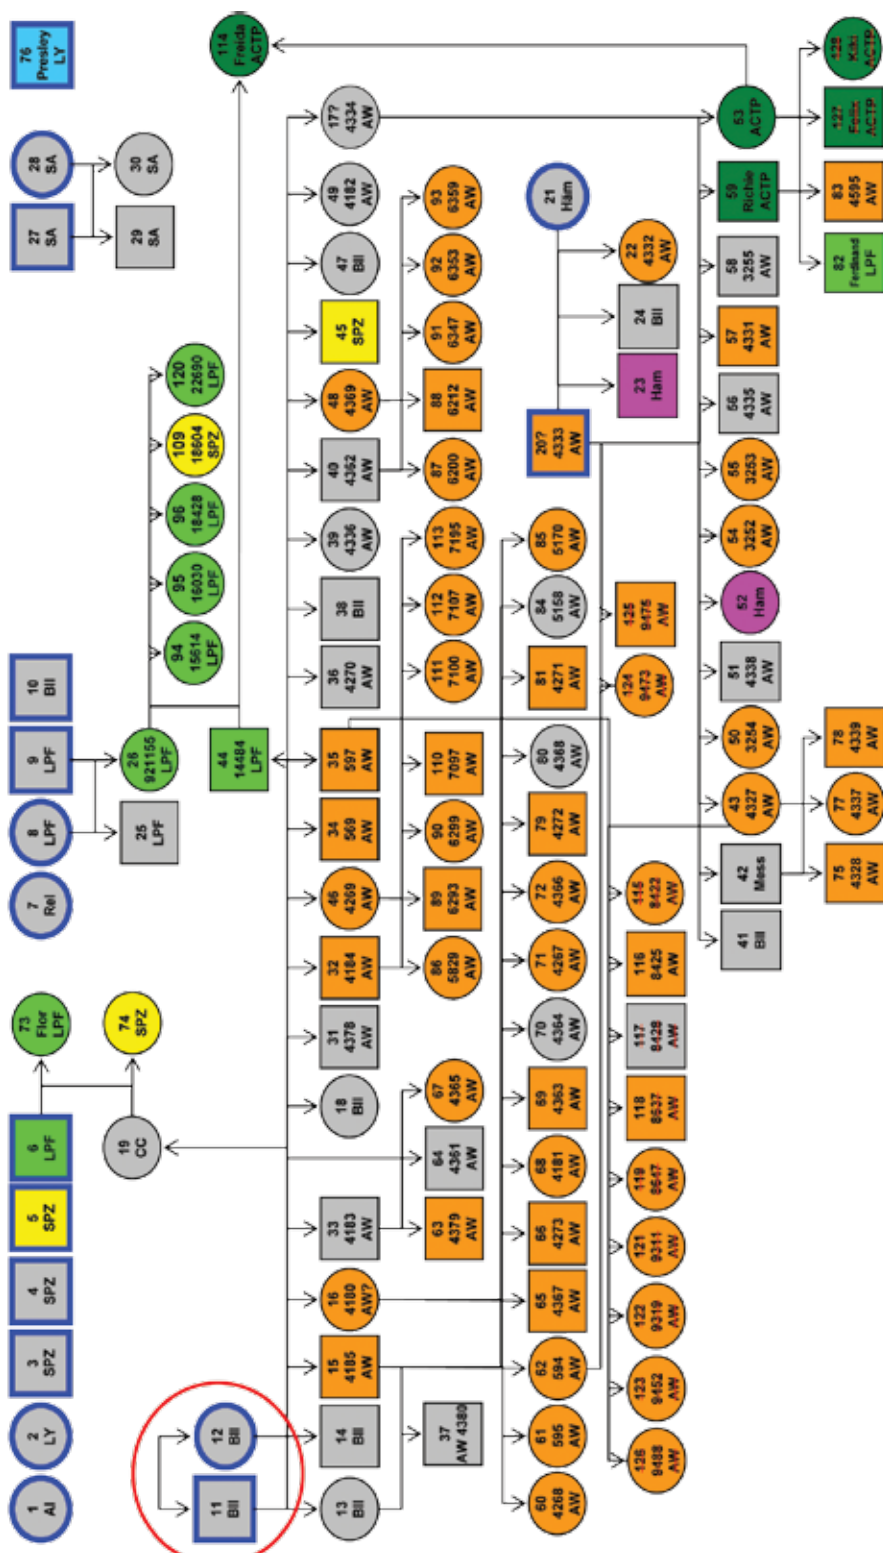 1
AI
2
LY
3
SPZ
4
SPZ
5
SPZ
6
LPF
73
Flor
LPF
7
Rel
8
LPF
9
LPF
10
BII
27
SA
28
SA
76
Presley
LY
19
CC
74
SPZ
25
LPF
26
921155
LPF
29
SA
30
SA
94
15614
LPF
95
16030
LPF
96
18428
LPF
109
18604
SPZ
120
22690
LPF
11
BII
12
BII
44
14484
LPF
114
Freida
ACTP
13
BII
14
BII
15
4185
AW
16
4180
AW?
33
4183
AW
18
BII
31
4378
AW
32
4184
AW
46
4269
AW
34
569
AW
35
597
AW
36
4270
AW
38
BII
39
4336
AW
40
4362
AW
48
4369
AW
45
SPZ
47
BII
49
4182
AW
17?
4334
AW
37
AW 4380
63
4379
AW
64
4361
AW
67
4365
AW
86
5829
AW
89
6293
AW
90
6299
AW
110
7097
AW
111
7100
AW
112
7107
AW
113
7195
AW
87
6200
AW
88
6212
AW
91
6347
AW
92
6353
AW
93
6359
AW
60
4268
AW
61
595
AW
62
594
AW
65
4367
AW
66
4273
AW
68
4181
AW
69
4363
AW
70
4364
AW
71
4267
AW
72
4366
AW
79
4272
AW
80
4368
AW
81
4271
AW
84
5158
AW
85
5170
AW
20?
4333
AW
21
Ham
23
Ham
24
BII
22
4332
AW
126
9488
AW
123
9452
AW
122
9319
AW
121
9311
AW
119
8647
AW
118
8637
AW
117
8428
AW
116
8425
AW
115
8422
AW
124
9473
AW
125
9475
AW
41
BII
42
Mess
43
4327
AW
50
3254
AW
51
4338
AW
52
Ham
54
3252
AW
55
3253
AW
56
4335
AW
57
4331
AW
58
3255
AW
59
Richie
ACTP
53
ACTP
75
4328
AW
77
4337
AW
78
4339
AW
82
Ferdinand
LPF
83
4595
AW
127
Felix
ACTP
128
Kiki
ACTP